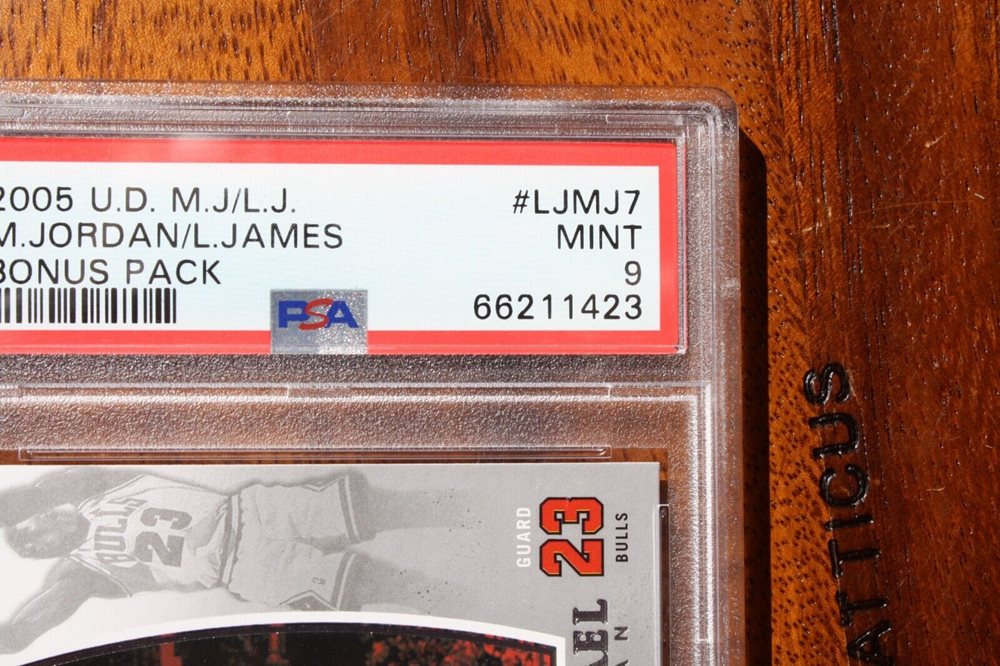 2005 U.D. M.J/L.J. #LJMJ7
M.JORDAN/L.JAMES MINT
BONUS PACK 9
66211423
PSA
BULLS
23
GUARD
23
BULLS
ATTICUS